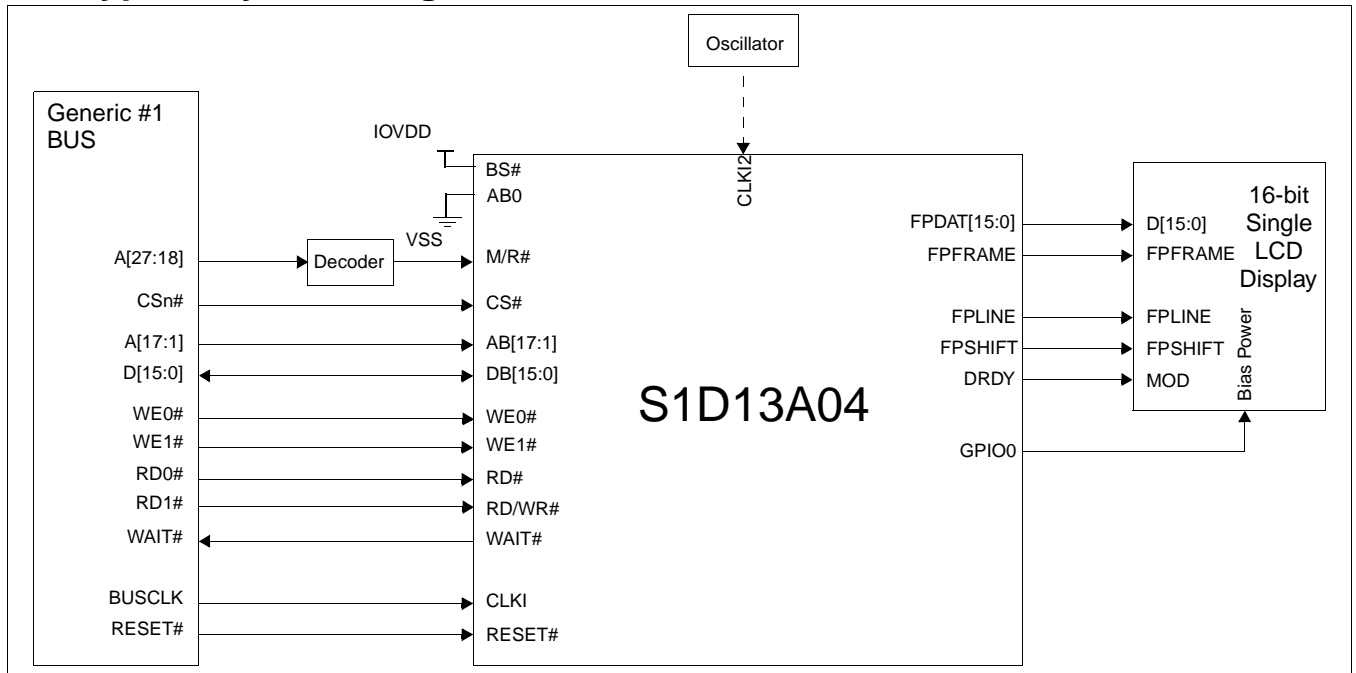 Oscillator
Generic #1
BUS
IOVDD
BS#
AB0
VSS
CLKI2
A[27:18]
Decoder
M/R#
CSn#
CS#
A[17:1]
AB[17:1]
D[15:0]
DB[15:0]
WE0#
WE0#
WE1#
WE1#
RD0#
RD#
RD1#
RD/WR#
WAIT#
WAIT#
BUSCLK
CLKI
RESET#
RESET#
S1D13A04
FPDAT[15:0]
FPFRAME
FPLINE
FPSHIFT
DRDY
GPIO0
D[15:0]
FPFRAME
FPLINE
FPSHIFT
MOD
16-bit
Single
LCD
Display
Bias Power